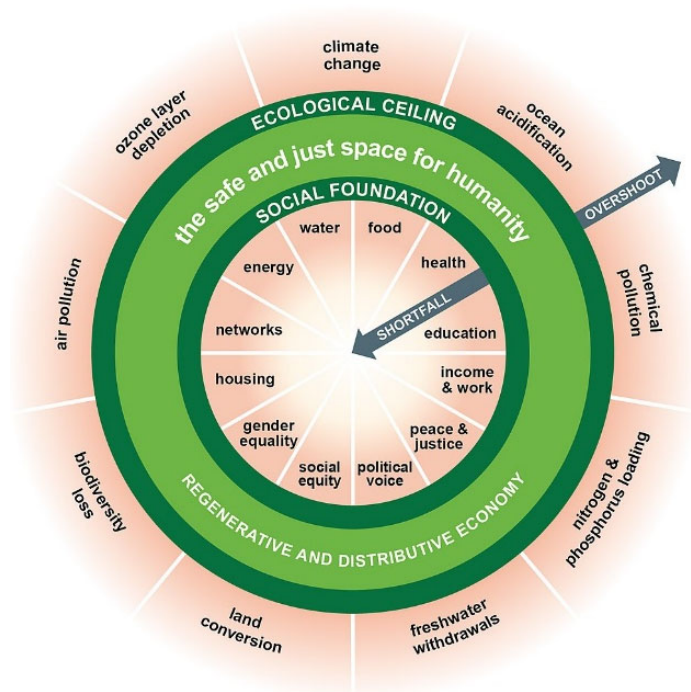 climate
change
ocean
acidification
chemical
pollution
nitrogen &
phosphorus loading
freshwater
withdrawals
land
conversion
biodiversity
loss
air pollution
ozone layer
depletion
ECOLOGICAL CEILING
the safe and just space for humanity
SOCIAL FOUNDATION
OVERSHOOT
SHORTFALL
water
food
health
education
income
& work
peace &
justice
political
voice
social
equity
gender
equality
housing
networks
energy
REGENERATIVE AND DISTRIBUTIVE ECONOMY